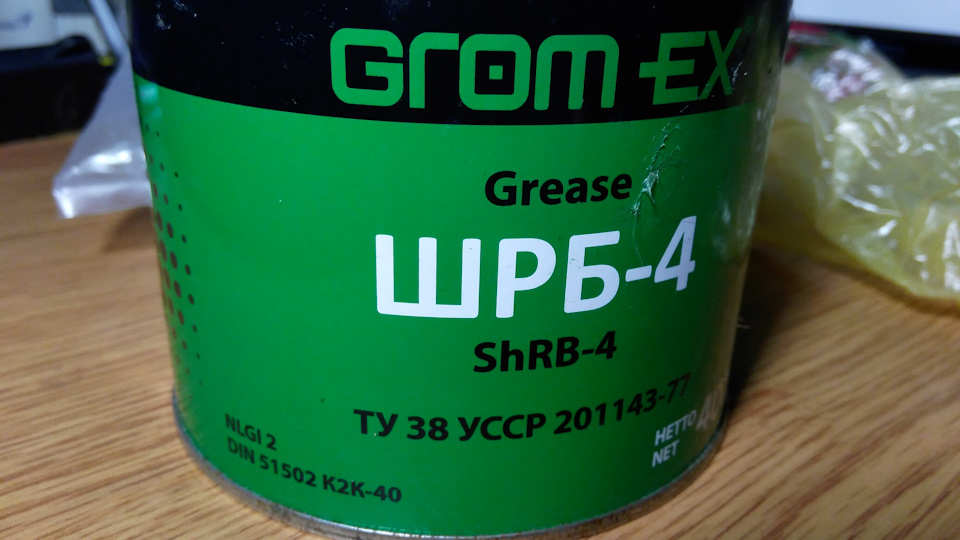 GROM-EX
Grease
ШРБ-4
ShRB-4
ТУ 38 УССР 201143-77
NLGI 2
DIN 51502 K2K-40
НЕТТО
NET